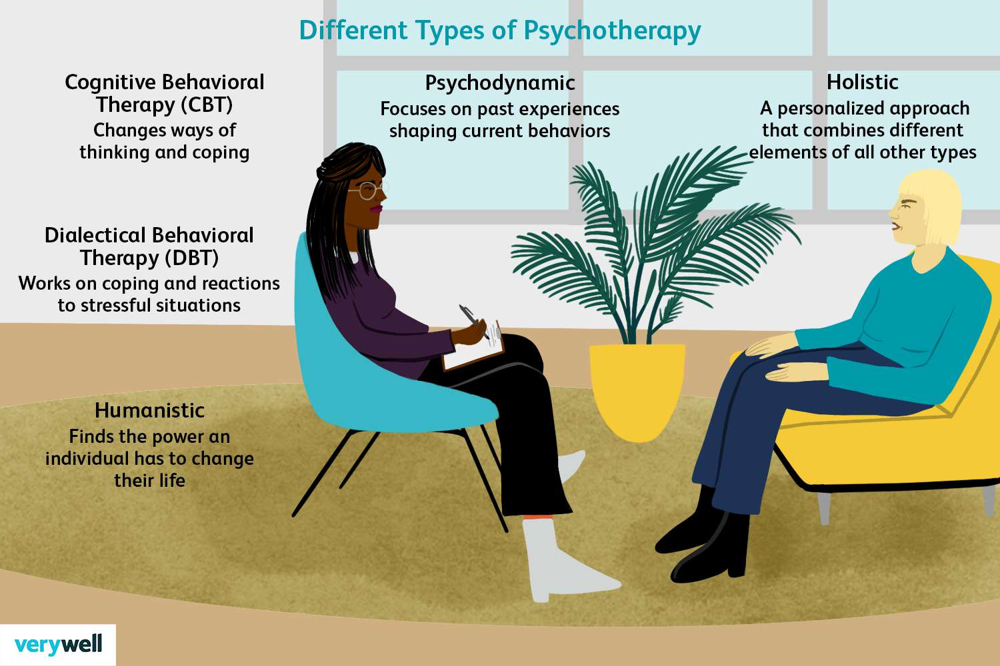 Different Types of Psychotherapy
Cognitive Behavioral
Therapy (CBT)
Changes ways of
thinking and coping
Psychodynamic
Focuses on past experiences
shaping current behaviors
Holistic
A personalized approach
that combines different
elements of all other types
Dialectical Behavioral
Therapy (DBT)
Works on coping and reactions
to stressful situations
Humanistic
Finds the power an
individual has to change
their life
verywell